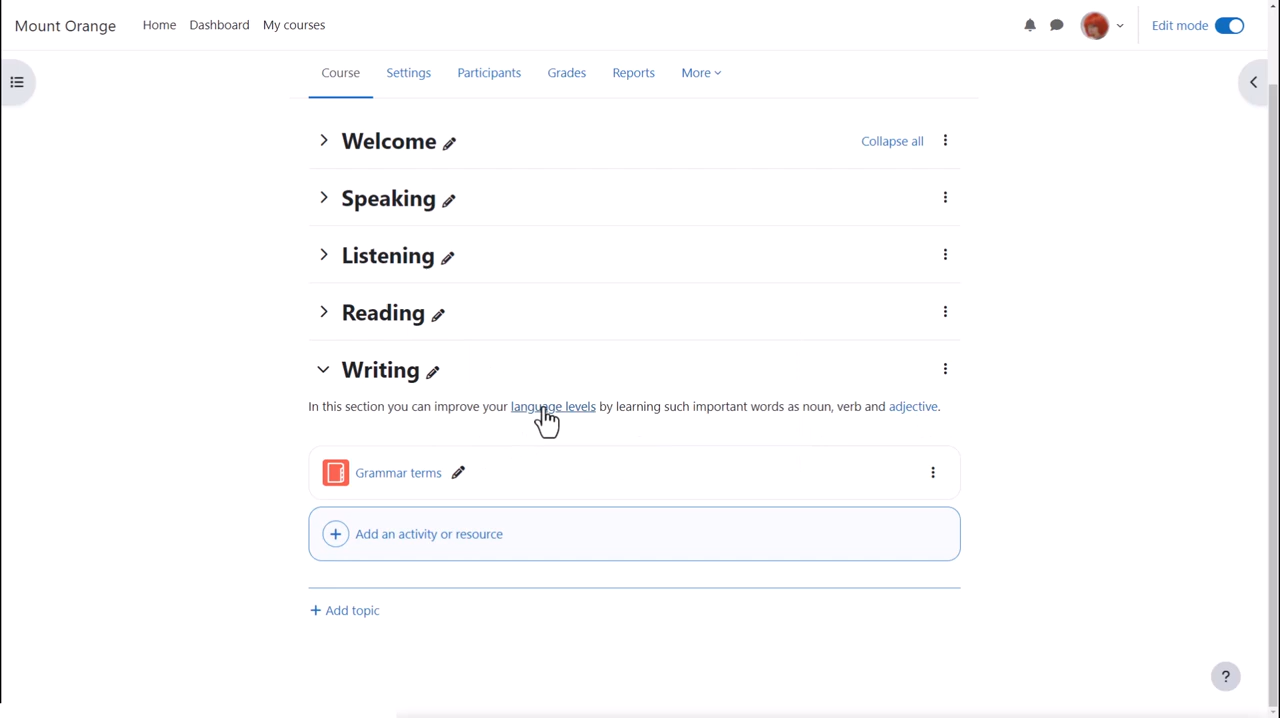 Mount Orange Home Dashboard My courses Edit mode
Course Settings Participants Grades Reports More
Welcome Collapse all
Speaking
Listening
Reading
Writing
In this section you can improve your language levels by learning such important words as noun, verb and adjective.
Grammar terms
+ Add an activity or resource
+ Add topic
?